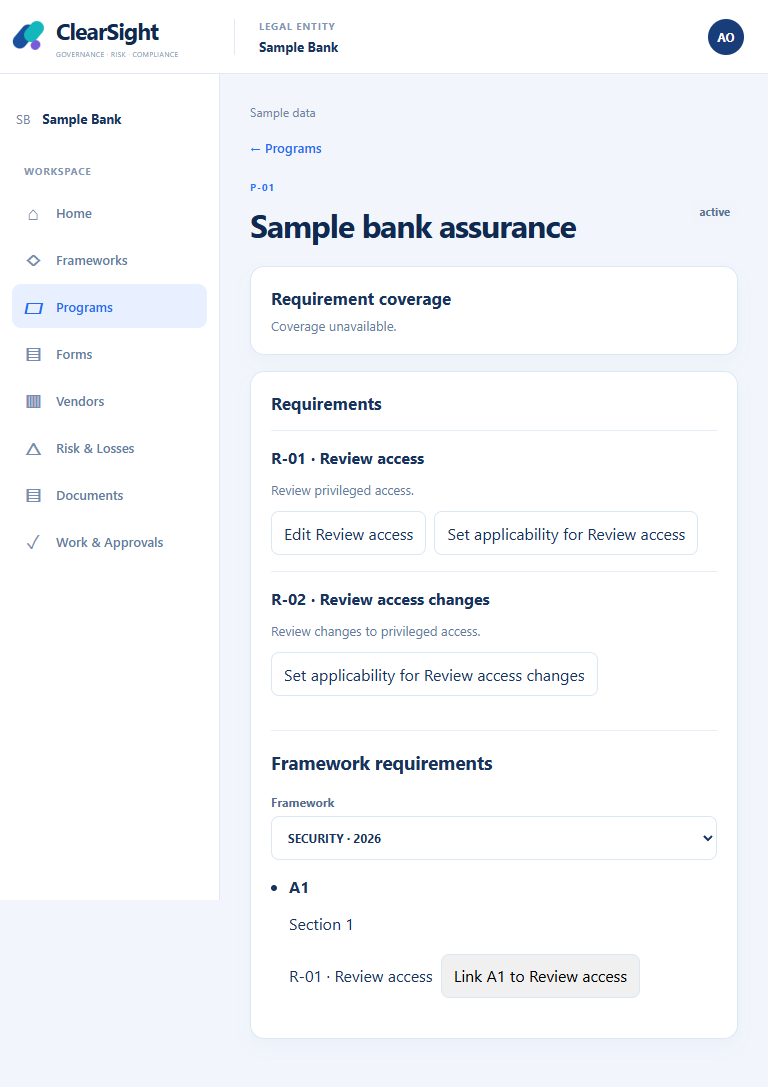 ClearSight
GOVERNANCE · RISK · COMPLIANCE
LEGAL ENTITY
Sample Bank
AO
SB Sample Bank
WORKSPACE
Home
Frameworks
Programs
Forms
Vendors
Risk & Losses
Documents
Work & Approvals
Sample data
← Programs
P-01
Sample bank assurance
active
Requirement coverage
Coverage unavailable.
Requirements
R-01 · Review access
Review privileged access.
Edit Review access
Set applicability for Review access
R-02 · Review access changes
Review changes to privileged access.
Set applicability for Review access changes
Framework requirements
Framework
SECURITY · 2026
• A1
Section 1
R-01 · Review access
Link A1 to Review access